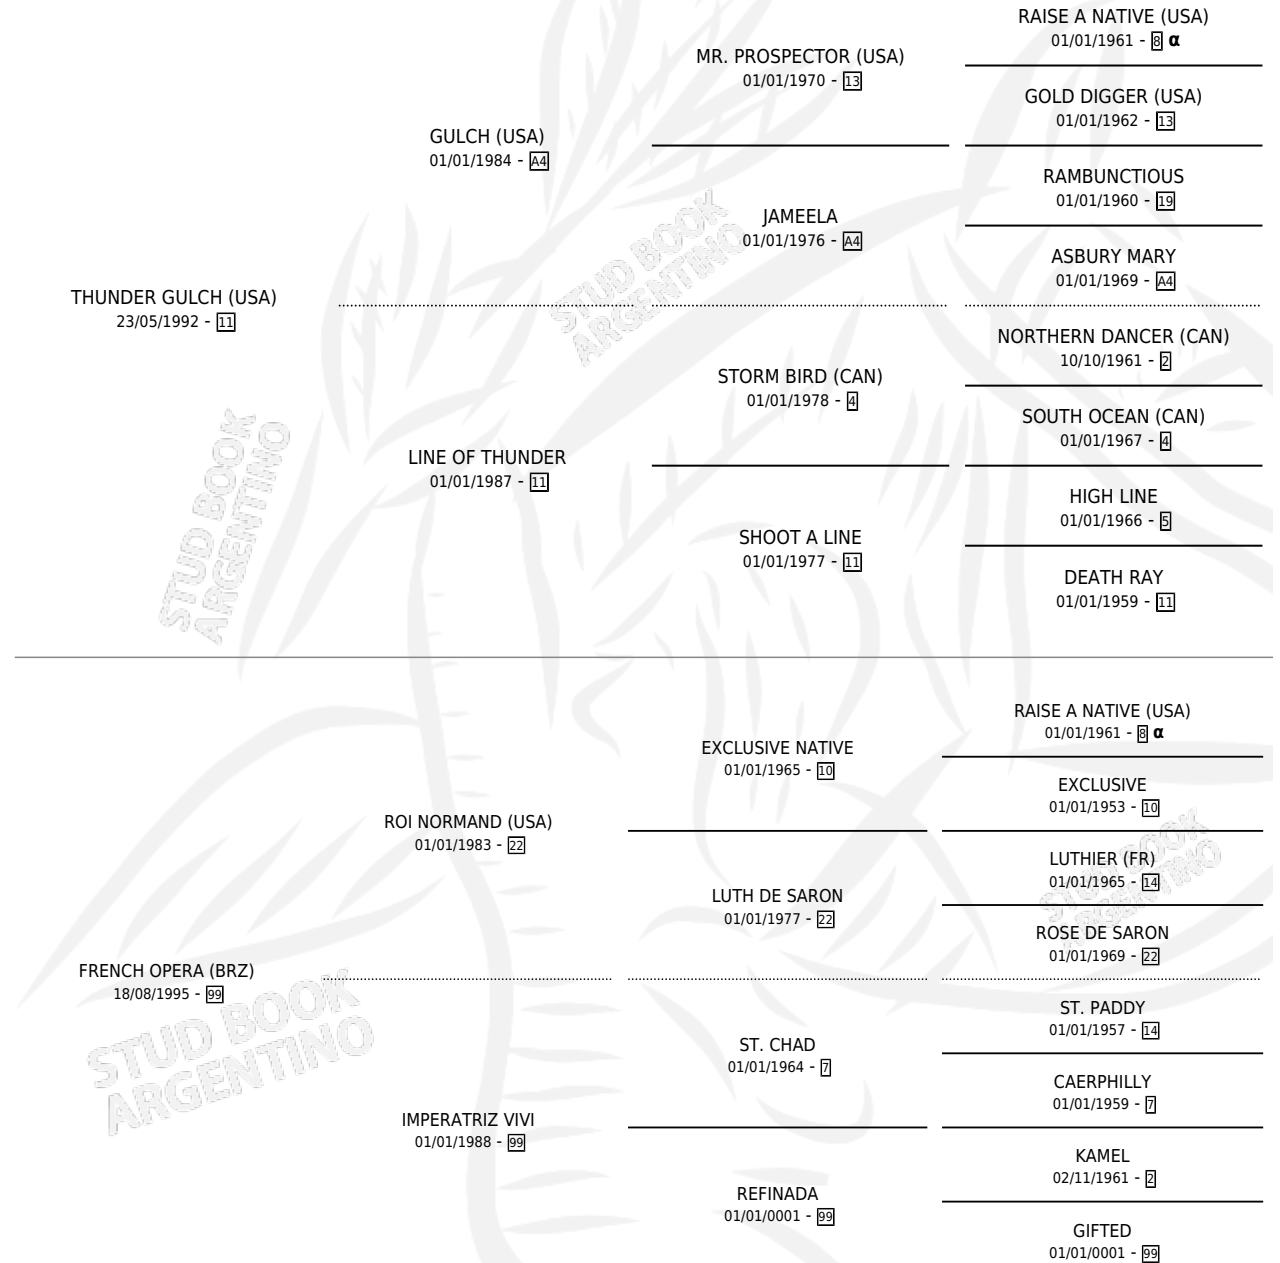 RAISE A NATIVE (USA)
01/01/1961 - 8 α
MR. PROSPECTOR (USA)
01/01/1970 - 13
GOLD DIGGER (USA)
01/01/1962 - 13
GULCH (USA)
01/01/1984 - A4
RAMBUNCTIOUS
01/01/1960 - 19
JAMEELA
01/01/1976 - A4
ASBURY MARY
01/01/1969 - A4
THUNDER GULCH (USA)
23/05/1992 - 11
NORTHERN DANCER (CAN)
10/10/1961 - 2
STORM BIRD (CAN)
01/01/1978 - 4
SOUTH OCEAN (CAN)
01/01/1967 - 4
LINE OF THUNDER
01/01/1987 - 11
HIGH LINE
01/01/1966 - 5
SHOOT A LINE
01/01/1977 - 11
DEATH RAY
01/01/1959 - 11
RAISE A NATIVE (USA)
01/01/1961 - 8 α
EXCLUSIVE NATIVE
01/01/1965 - 10
EXCLUSIVE
01/01/1953 - 10
ROI NORMAND (USA)
01/01/1983 - 22
LUTHIER (FR)
01/01/1965 - 14
LUTH DE SARON
01/01/1977 - 22
ROSE DE SARON
01/01/1969 - 22
FRENCH OPERA (BRZ)
18/08/1995 - 99
ST. PADDY
01/01/1957 - 14
ST. CHAD
01/01/1964 - 7
CAERPHILLY
01/01/1959 - 7
IMPERATRIZ VIVI
01/01/1988 - 99
KAMEL
02/11/1961 - 2
REFINADA
01/01/0001 - 99
GIFTED
01/01/0001 - 99
STUD BOOK
ARGENTINO
STUD BOOK
ARGENTINO
STUD BOOK
ARGENTINO
STUD BOOK
ARGENTINO